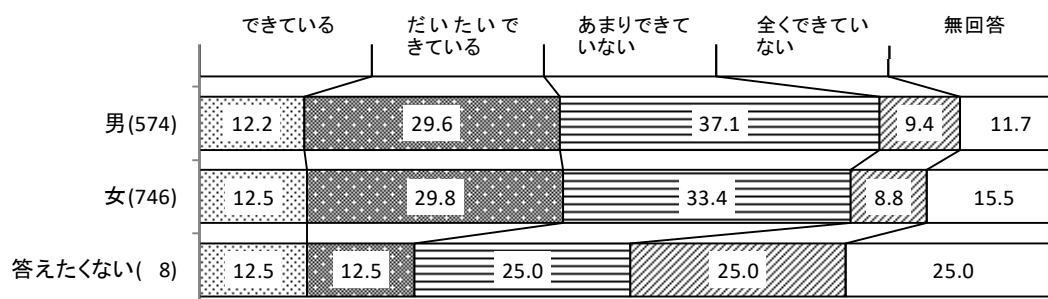 できている だいたいで あまりでき 全くできてい 無回答
きている いない ない
男(574) 12.2 29.6 37.1 9.4 11.7
女(746) 12.5 29.8 33.4 8.8 15.5
答えたくない( 8) 12.5 12.5 25.0 25.0 25.0